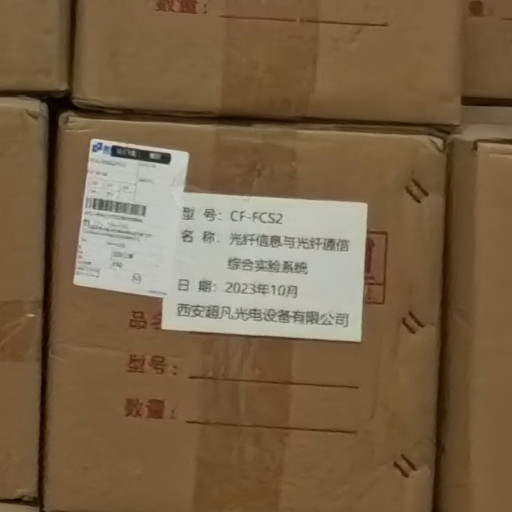 数量：
型 号：CF-FCS2
名 称：光纤信息与光纤通信
综合实验系统
日 期：2023年10月
西安超凡光电设备有限公司
品名
型号：
数量：